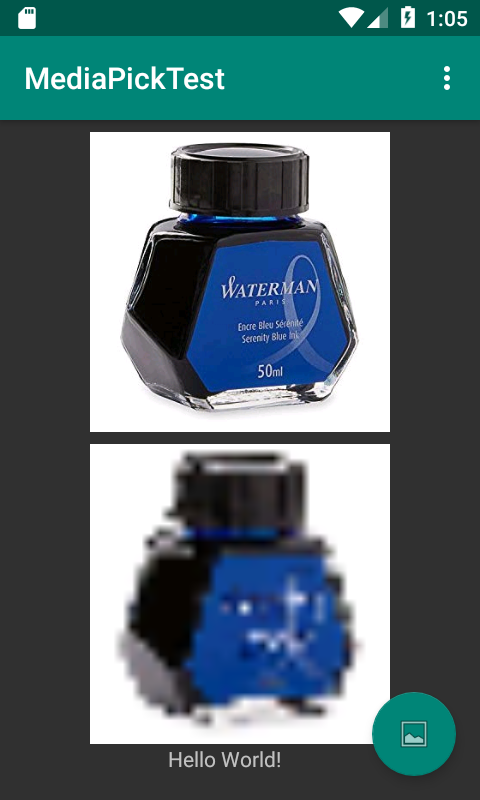 1:05
MediaPickTest
WATERMAN
PARIS
Encre Bleu Sérénité
Serenity Blue Ink
50ml
Hello World!